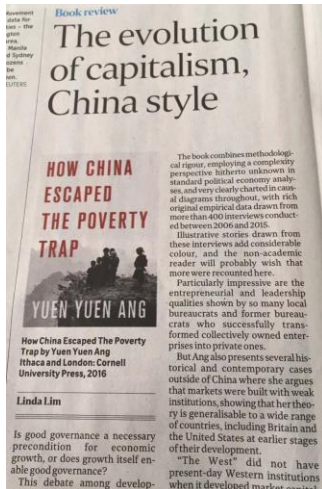 Movement
data for
– the
Manila
d Sydney
be
EUTERS
Book review
The evolution
of capitalism,
China style
HOW CHINA
ESCAPED
THE POVERTY
TRAP
YUEN YUEN ANG
How China Escaped The Poverty
Trap by Yuen Yuen Ang
Ithaca and London: Cornell
University Press, 2016
Linda Lim
Is good governance a necessary
precondition for economic
growth, or does growth itself en-
able good governance?
This debate among develop-
The book combines methodologi-
cal rigour, employing a complexity
perspective hitherto unknown in
standard political economy analy-
ses, and very clearly charted in caus-
al diagrams throughout, with rich
original empirical data drawn from
more than 400 interviews conduct-
ed between 2006 and 2015.
Illustrative stories drawn from
these interviews add considerable
colour, and the non-academic
reader will probably wish that
more were recounted here.
Particularly impressive are the
entrepreneurial and leadership
qualities shown by so many local
bureaucrats and former bureau-
crats who successfully trans-
formed collectively owned enter-
prises into private ones.
But Ang also presents several his-
torical and contemporary cases
outside of China where she argues
that markets were built with weak
institutions, showing that her theo-
ry is generalisable to a wide range
of countries, including Britain and
the United States at earlier stages
of their development.
"The West" did not have
present-day Western institutions
when it developed market